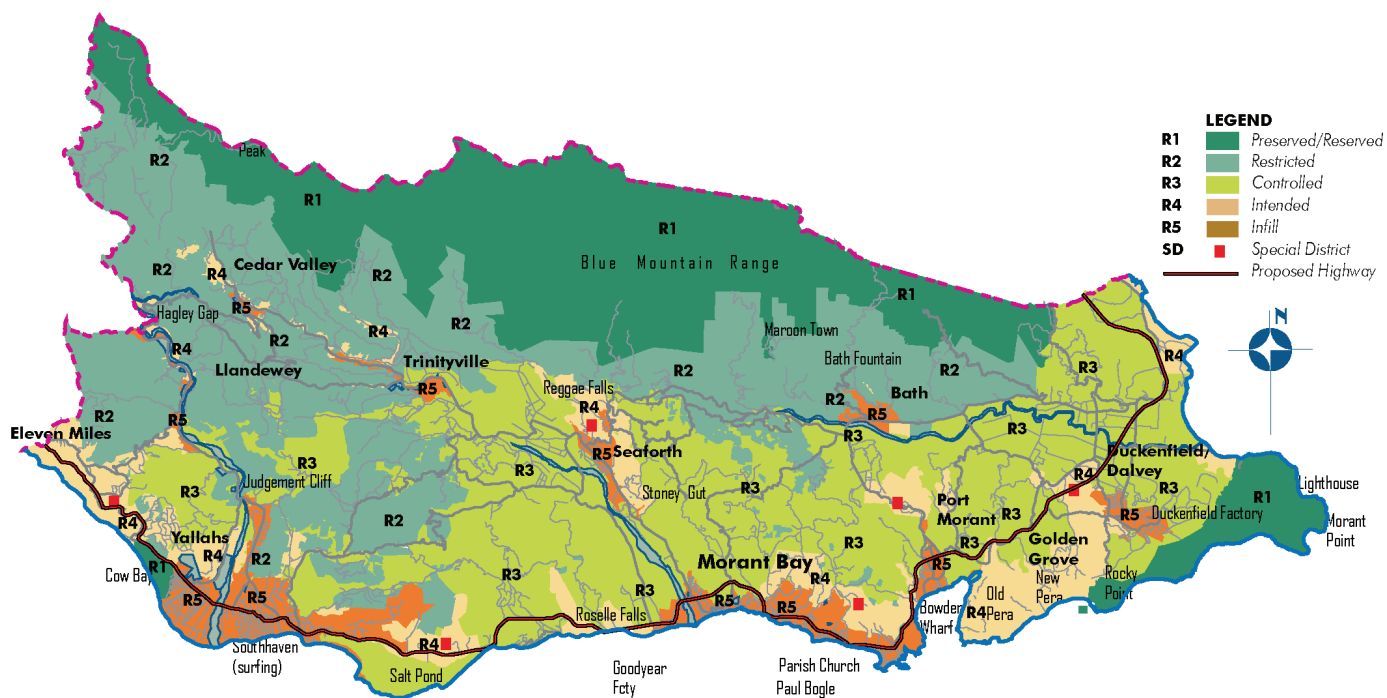 LEGEND
R1 Preserved/Reserved
R2 Restricted
R3 Controlled
R4 Intended
R5 Infill
SD Special District
Proposed Highway
N
R2
Peak
R1
R1
Blue Mountain Range
R1
R2
R4
Cedar Valley
R2
Hagley Gap
R5
R2
R4
R2
R4
Llandewey
Trinityville
R5
Maroon Town
Bath Fountain
R2
Bath
R2
R2
R5
R3
R4
Reggae Falls
R4
R2
R5
Eleven Miles
R5
Seaforth
R3
R3
Duckenfield/
Dalvey
R3
R3
R3
Judgement Cliff
Stoney Gut
R3
R4
R3
R1
Lighthouse
Morant
Point
R4
Yallahs
R4
R2
R2
Port
Morant
R3
R3
R5
Duckenfield Factory
Golden
Grove
Cow Bay
R1
R5
R5
R3
R3
Morant Bay
R3
R4
R5
R5
R5
Rocky
Point
New
Pera
Old
Pera
R4
Bowder
Wharf
Roselle Falls
R4
Southhaven
(surfing)
Salt Pond
Goodyear
Fcty
Parish Church
Paul Bogle